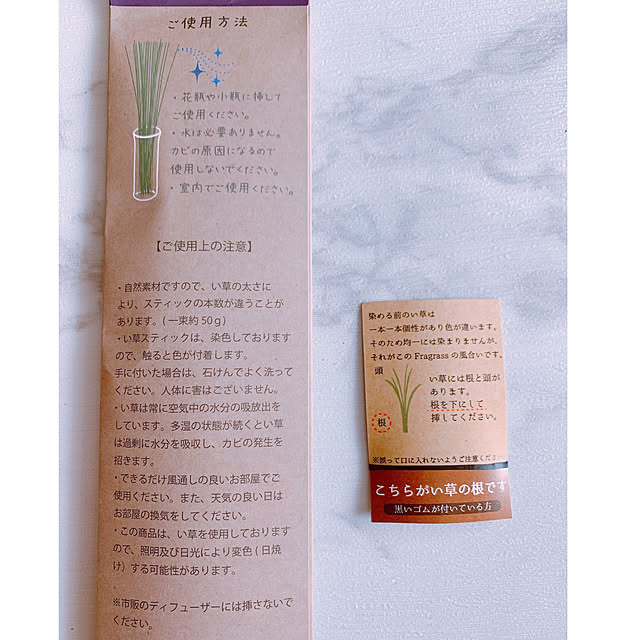 ご使用方法
・花瓶や小瓶に挿して
ご使用ください。
・水は必要ありません。
カビの原因になるので
使用しないでください。
・室内でご使用ください。
【ご使用上の注意】
・自然素材ですので、い草の太さに
より、スティックの本数が違うことが
あります。(一束約50g)
・い草スティックは、染色しております
ので、触ると色が付着します。
手に付いた場合は、石けんでよく洗って
ください。人体に害はございません。
・い草は常に空気中の水分の吸放出を
しています。多湿の状態が続くとい草
は過剰に水分を吸収し、カビの発生を
招きます。
・できるだけ風通しの良いお部屋でご
使用ください。また、天気の良い日は
お部屋の換気をしてください。
・この商品は、い草を使用しております
ので、照明及び日光により変色(日焼
け)する可能性があります。
※市販のディフューザーには挿さないで
ください。
染める前のい草は
一本一本個性があり色が違います。
そのため均一には染まりませんが、
それがこのFragrassの風合いです。
頭
い草には根と頭が
あります。
根を下にして
挿してください。
根
※誤って口に入れないようご注意ください
こちらがい草の根です
黒いゴムが付いている方